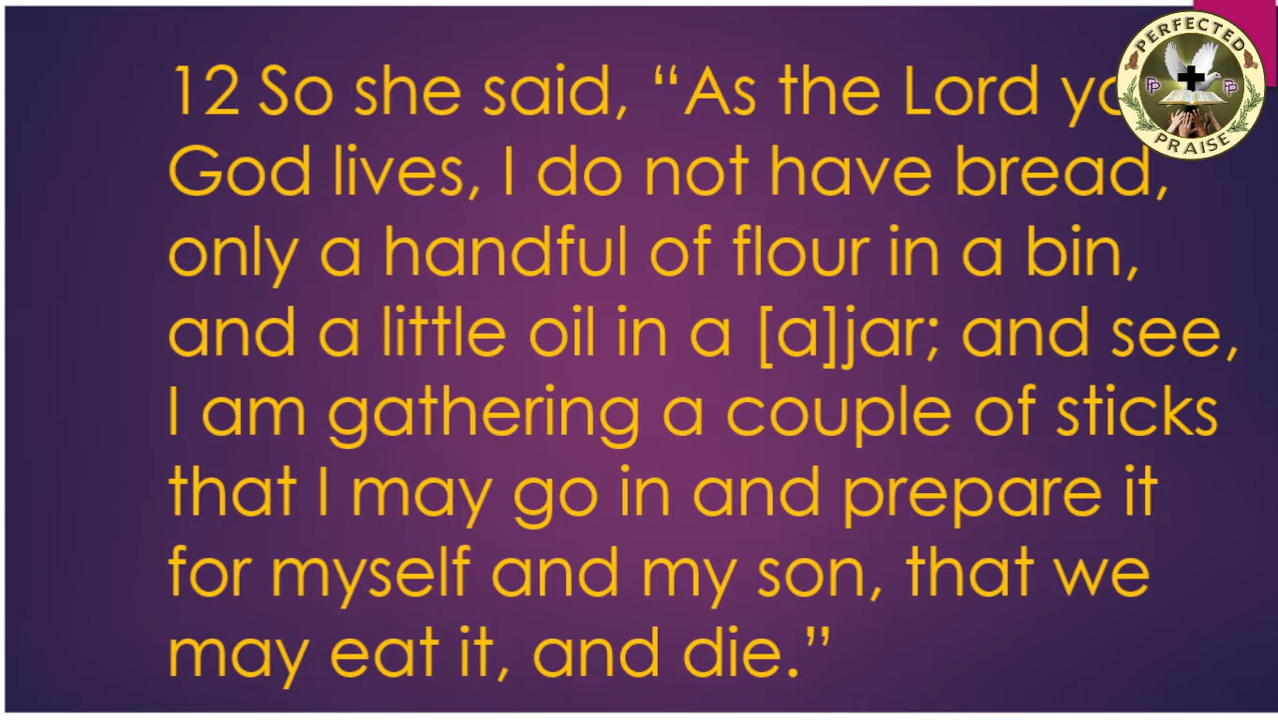 12 So she said, “As the Lord
God lives, I do not have bread,
only a handful of flour in a bin,
and a little oil in a [a]jar; and see,
I am gathering a couple of sticks
that I may go in and prepare it
for myself and my son, that we
may eat it, and die.”
PERFECTED
PP PP
PRAISE